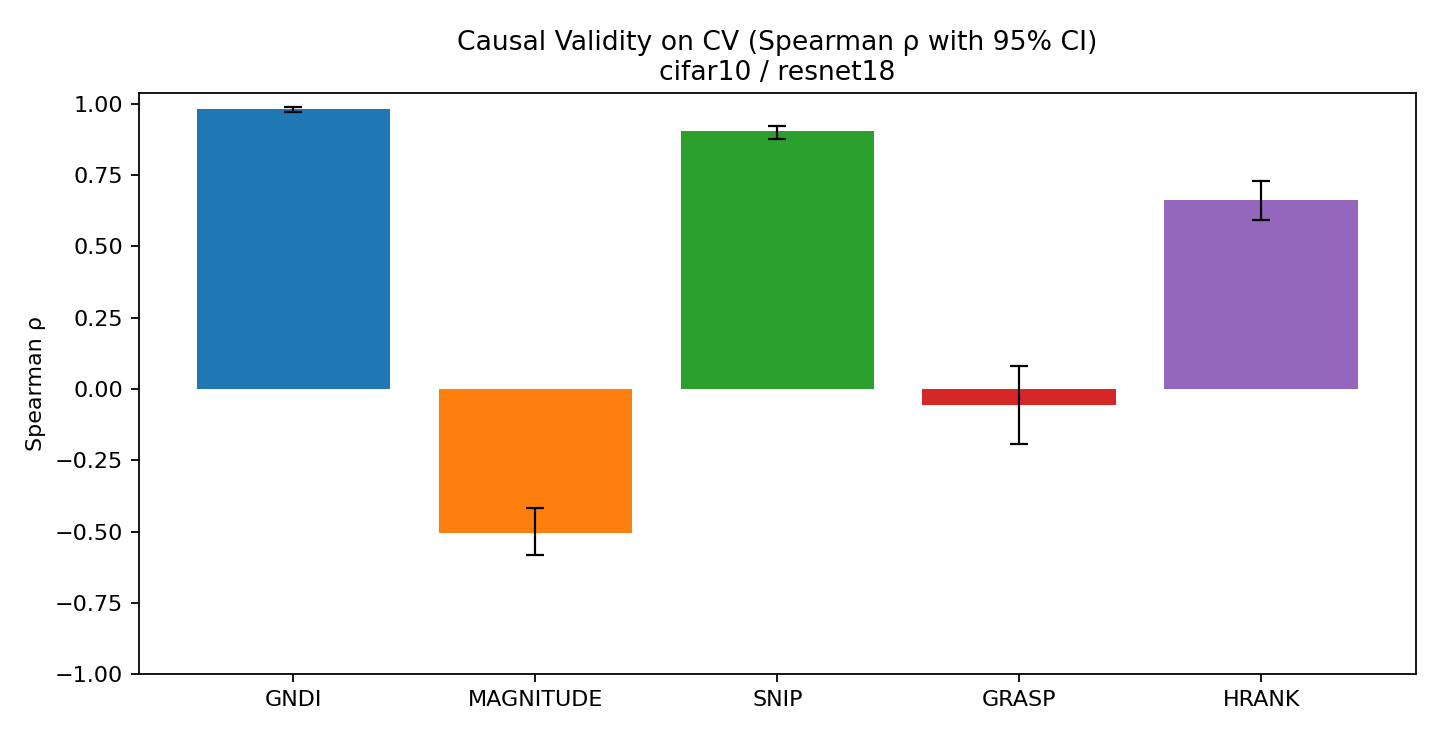 Causal Validity on CV (Spearman ρ with 95% CI)
cifar10 / resnet18
Spearman ρ
1.00
0.75
0.50
0.25
0.00
−0.25
−0.50
−0.75
−1.00
GNDI MAGNITUDE SNIP GRASP HRANK